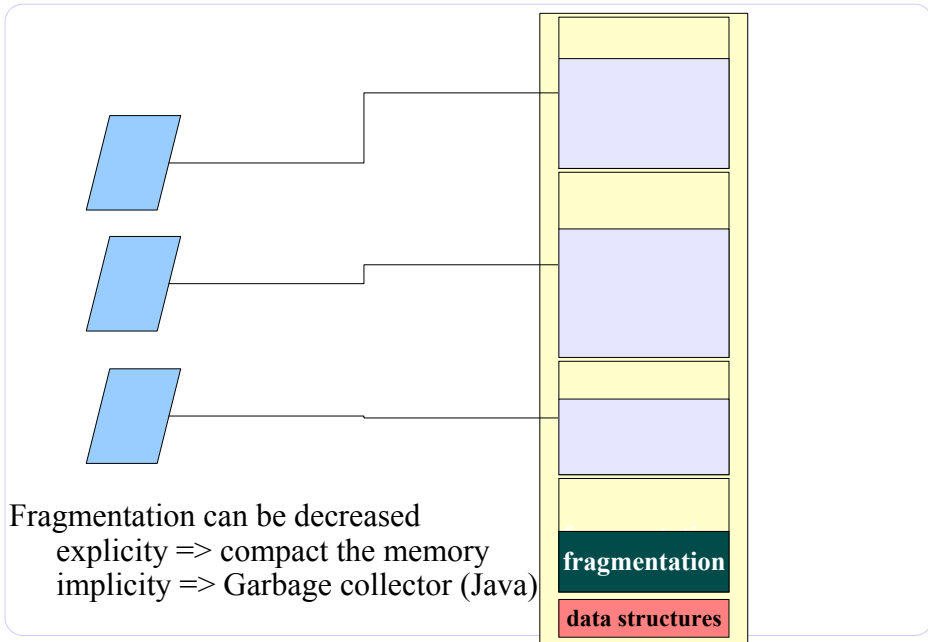 Fragmentation can be decreased
explicity => compact the memory
implicity => Garbage collector (Java)
fragmentation
data structures